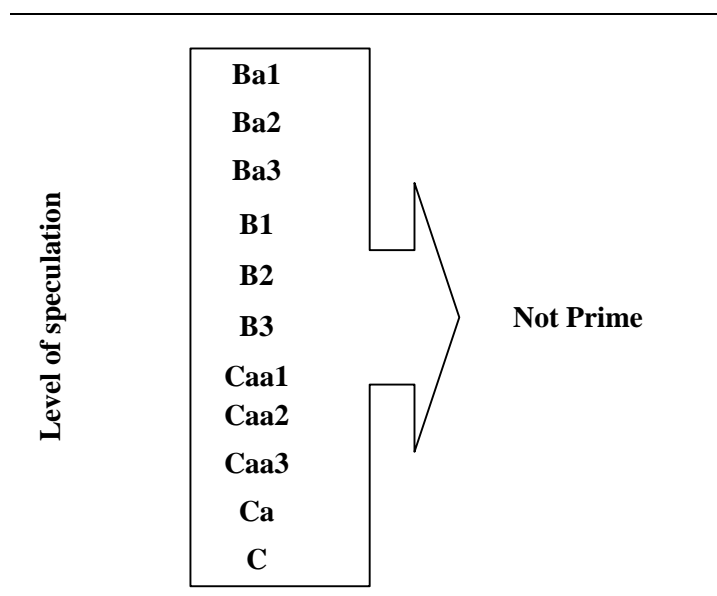 Level of speculation
Ba1
Ba2
Ba3
B1
B2
B3
Caa1
Caa2
Caa3
Ca
C
Not Prime